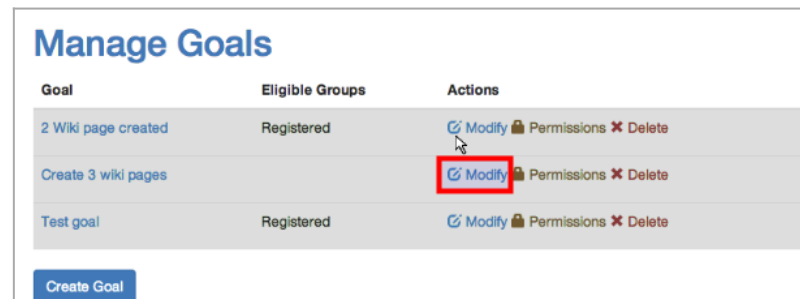 Manage Goals
Goal Eligible Groups Actions
2 Wiki page created Registered Modify Permissions Delete
Create 3 wiki pages Modify Permissions Delete
Test goal Registered Modify Permissions Delete
Create Goal